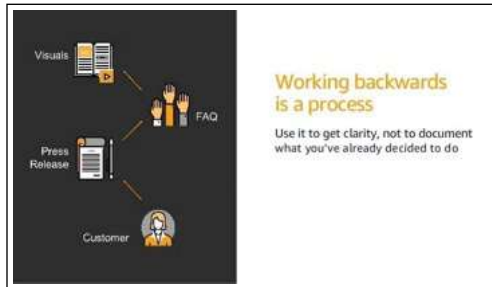 Visuals
FAQ
Press
Release
Customer
Working backwards
is a process
Use it to get clarity, not to document
what you've already decided to do